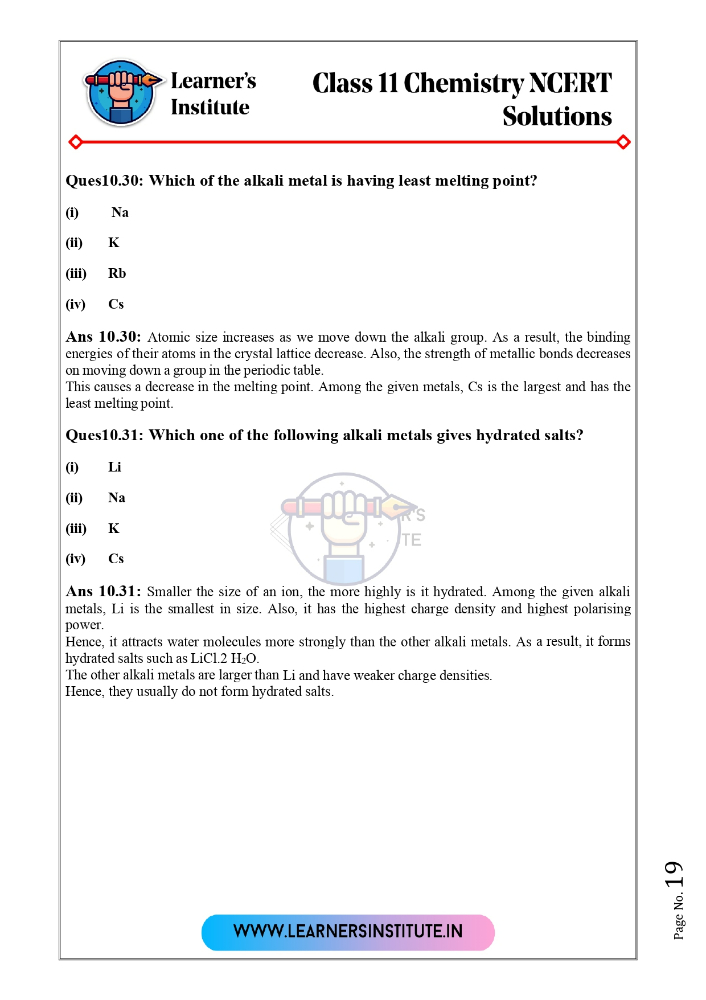 Learner's
Institute
Class 11 Chemistry NCERT
Solutions
Ques10.30: Which of the alkali metal is having least melting point?
(i) Na
(ii) K
(iii) Rb
(iv) Cs
Ans 10.30: Atomic size increases as we move down the alkali group. As a result, the binding
energies of their atoms in the crystal lattice decrease. Also, the strength of metallic bonds decreases
on moving down a group in the periodic table.
This causes a decrease in the melting point. Among the given metals, Cs is the largest and has the
least melting point.
Ques10.31: Which one of the following alkali metals gives hydrated salts?
(i) Li
(ii) Na
(iii) K
(iv) Cs
R'S
TE
Ans 10.31: Smaller the size of an ion, the more highly is it hydrated. Among the given alkali
metals, Li is the smallest in size. Also, it has the highest charge density and highest polarising
power.
Hence, it attracts water molecules more strongly than the other alkali metals. As a result, it forms
hydrated salts such as LiCl.2 H₂O.
The other alkali metals are larger than Li and have weaker charge densities.
Hence, they usually do not form hydrated salts.
WWW.LEARNERSINSTITUTE.IN
Page No. 19